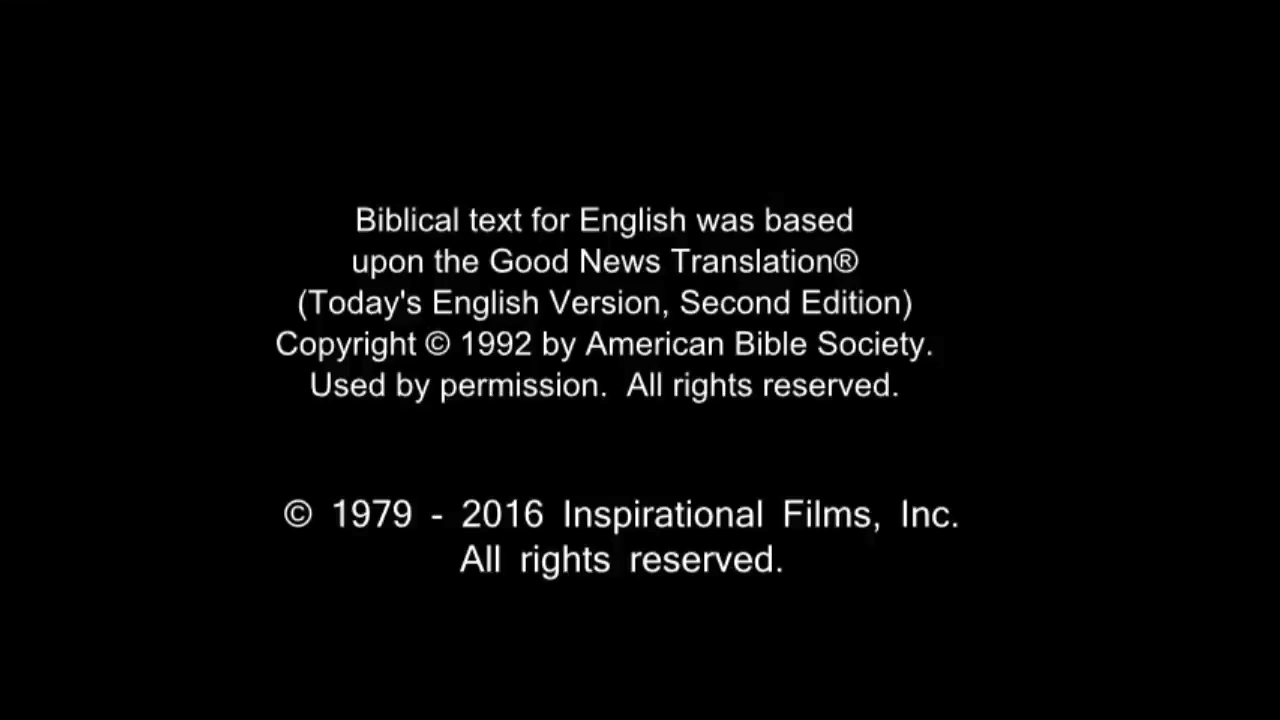 Biblical text for English was based
upon the Good News Translation®
(Today's English Version, Second Edition)
Copyright © 1992 by American Bible Society.
Used by permission.  All rights reserved.
© 1979 - 2016 Inspirational Films, Inc.
All rights reserved.